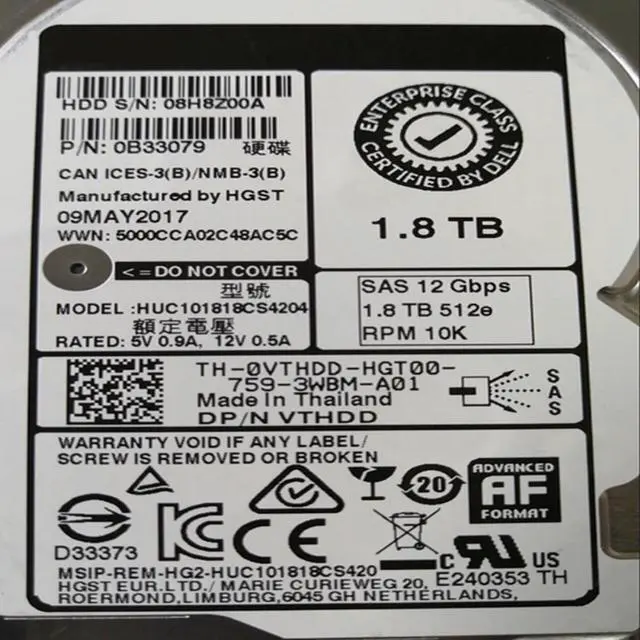 HDD S/N: 08H8Z00A
P/N: 0B33079 硬碟
CAN ICES-3(B)/NMB-3(B)
Manufactured by HGST
09MAY2017
WWN: 5000CCA02C48AC5C
<=DO NOT COVER
型號
MODEL :HUC101818CS4204
額定電壓
RATED: 5V 0.9A, 12V 0.5A
ENTERPRISE CLASS
CERTIFIED BY DELL
1.8 TB
SAS 12 Gbps
1.8 TB 512e
RPM 10K
TH-0VTHDD-HGT00-
759-3WBM-A01
Made In Thailand
DP/N VTHDD
SAS
WARRANTY VOID IF ANY LABEL/
SCREW IS REMOVED OR BROKEN
D33373
20
ADVANCED
AF
FORMAT
c RU US
E240353 TH
MSIP-REM-HG2-HUC101818CS420
HGST EUR.LTD./ MARIE CURIEWEG 20,
ROERMOND,LIMBURG,6045 GH NETHERLANDS,